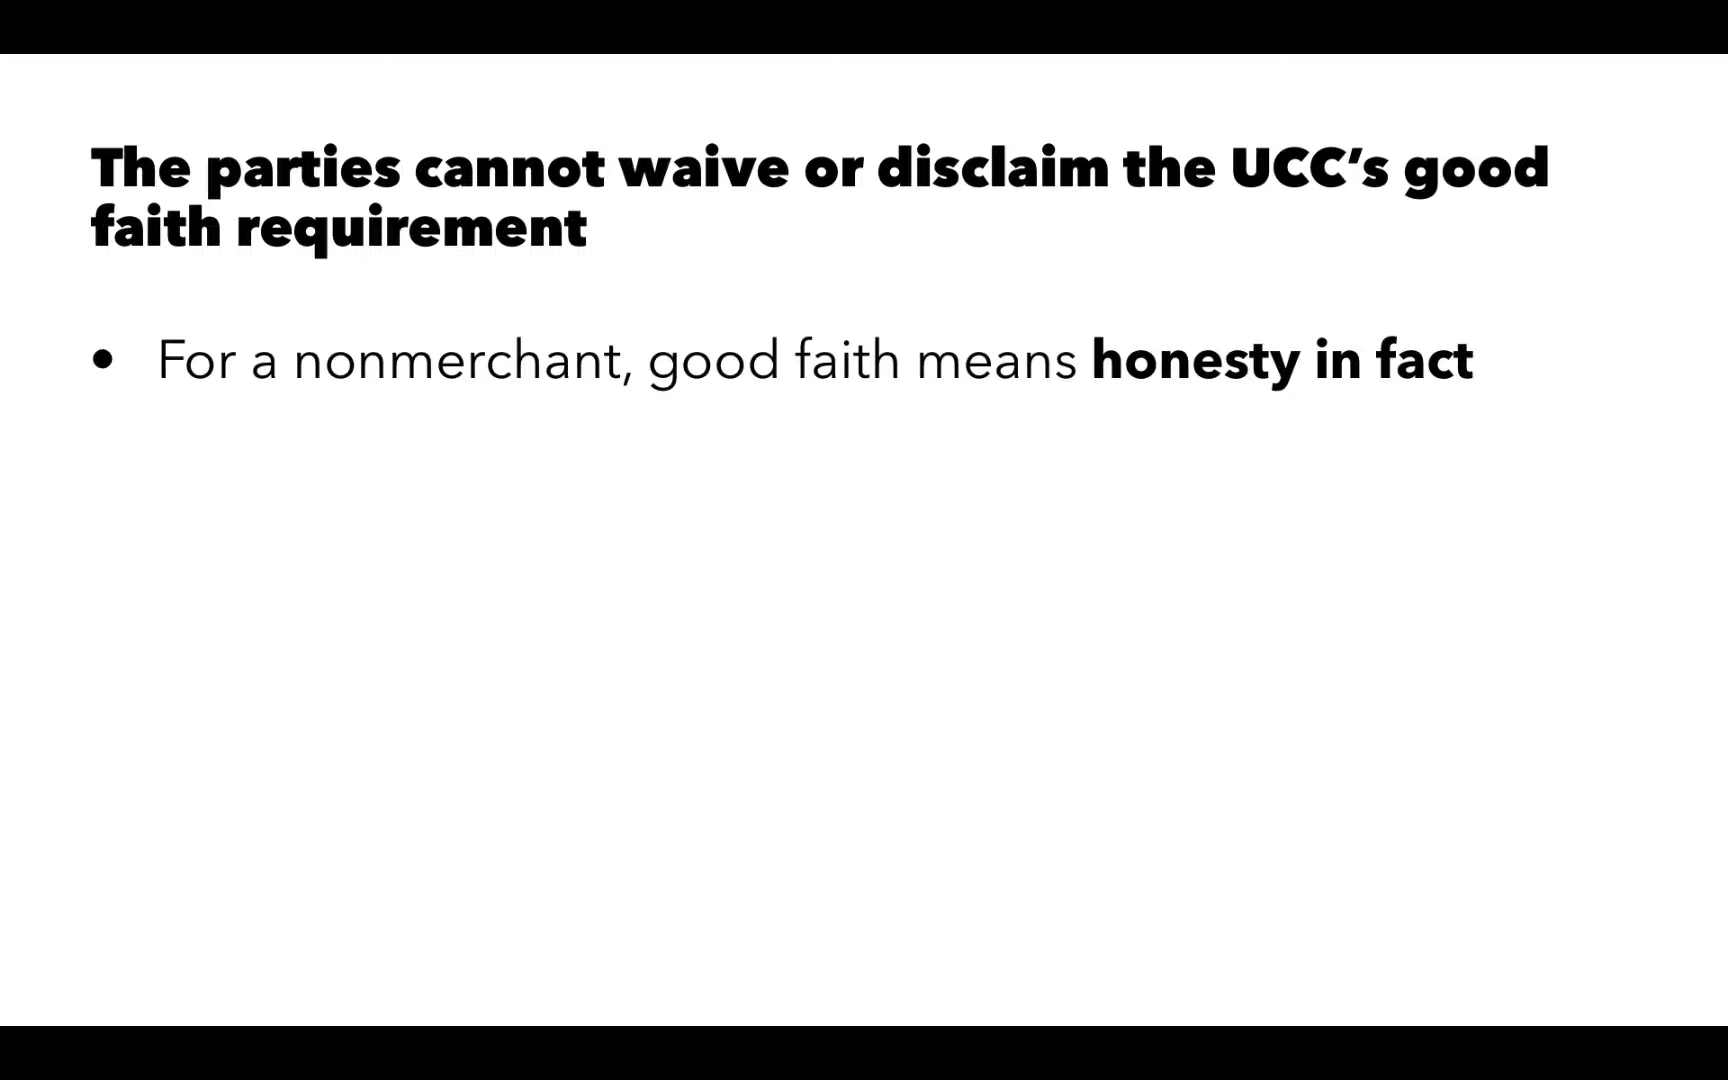 The parties cannot waive or disclaim the UCC’s good
faith requirement
• For a nonmerchant, good faith means honesty in fact